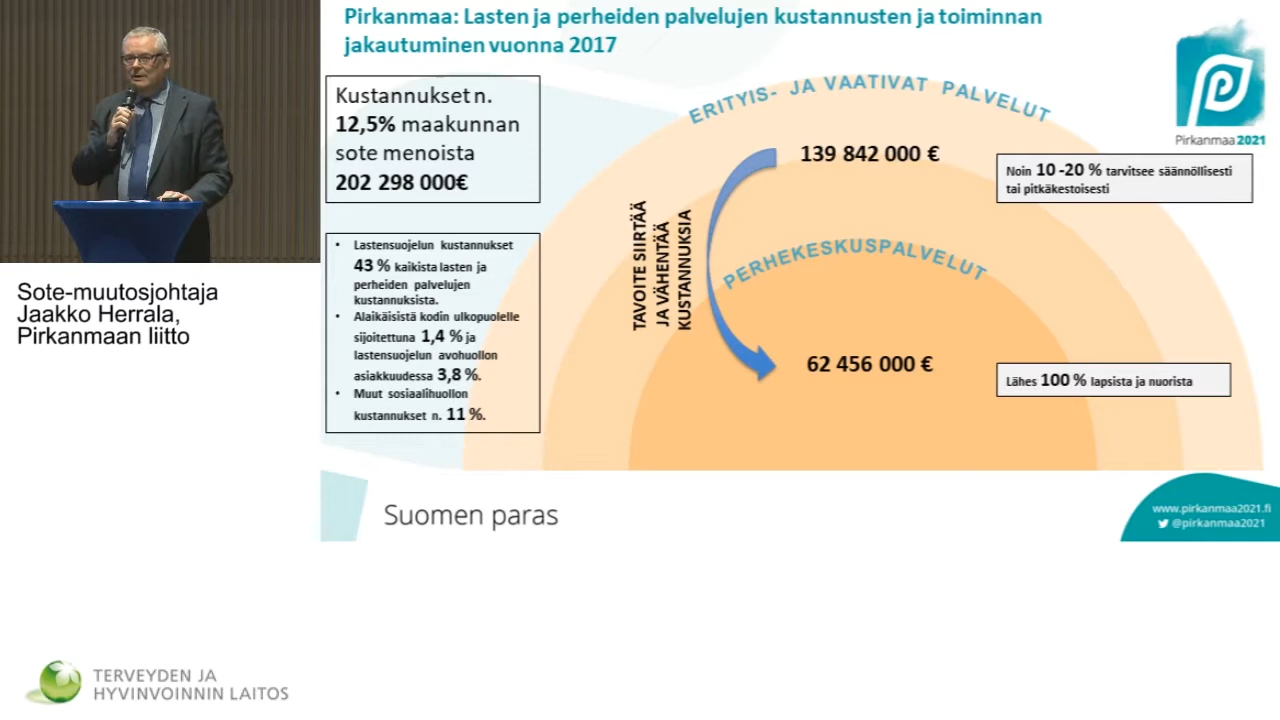 Pirkanmaa: Lasten ja perheiden palvelujen kustannusten ja toiminnan
jakautuminen vuonna 2017
Kustannukset n.
12,5% maakunnan
sote menoista
202 298 000€
• Lastensuojelun kustannukset
43 % kaikista lasten ja
perheiden palvelujen
kustannuksista.
• Alaikäisistä kodin ulkopuolelle
sijoitettuna 1,4 % ja
lastensuojelun avohuollon
asiakkuudessa 3,8 %.
• Muut sosiaalihuollon
kustannukset n. 11 %.
ERITYIS- JA VAATIVAT PALVELUT
139 842 000 €
TAVOITE SIIRTÄÄ
JA VÄHENTÄÄ
KUSTANNUKSIA
PERHEKESKUSPALVELUT
62 456 000 €
Pirkanmaa2021
Noin 10 -20 % tarvitsee säännöllisesti
tai pitkäkestoisesti
Lähes 100 % lapsista ja nuorista
Sote-muutosjohtaja
Jaakko Herrala,
Pirkanmaan liitto
Suomen paras
www.pirkanmaa2021.fi
@pirkanmaa2021
TERVEYDEN JA
HYVINVOINNIN LAITOS